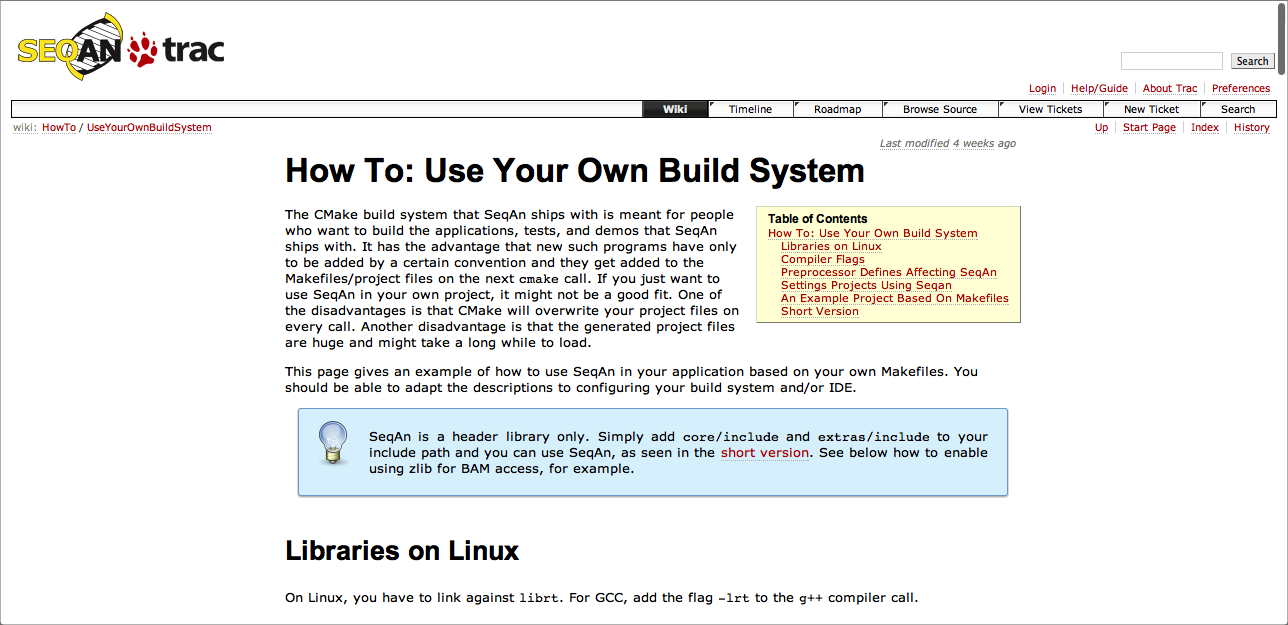 SEQAN trac
Search
Login Help/Guide About Trac Preferences
Wiki Timeline Roadmap Browse Source View Tickets New Ticket Search
wiki: HowTo / UseYourOwnBuildSystem
Up Start Page Index History
Last modified 4 weeks ago
How To: Use Your Own Build System
The CMake build system that SeqAn ships with is meant for people
who want to build the applications, tests, and demos that SeqAn
ships with. It has the advantage that new such programs have only
to be added by a certain convention and they get added to the
Makefiles/project files on the next cmake call. If you just want to
use SeqAn in your own project, it might not be a good fit. One of
the disadvantages is that CMake will overwrite your project files on
every call. Another disadvantage is that the generated project files
are huge and might take a long while to load.
Table of Contents
How To: Use Your Own Build System
Libraries on Linux
Compiler Flags
Preprocessor Defines Affecting SeqAn
Settings Projects Using Seqan
An Example Project Based On Makefiles
Short Version
This page gives an example of how to use SeqAn in your application based on your own Makefiles. You
should be able to adapt the descriptions to configuring your build system and/or IDE.
SeqAn is a header library only. Simply add core/include and extras/include to your
include path and you can use SeqAn, as seen in the short version. See below how to enable
using zlib for BAM access, for example.
Libraries on Linux
On Linux, you have to link against librt. For GCC, add the flag -lrt to the g++ compiler call.